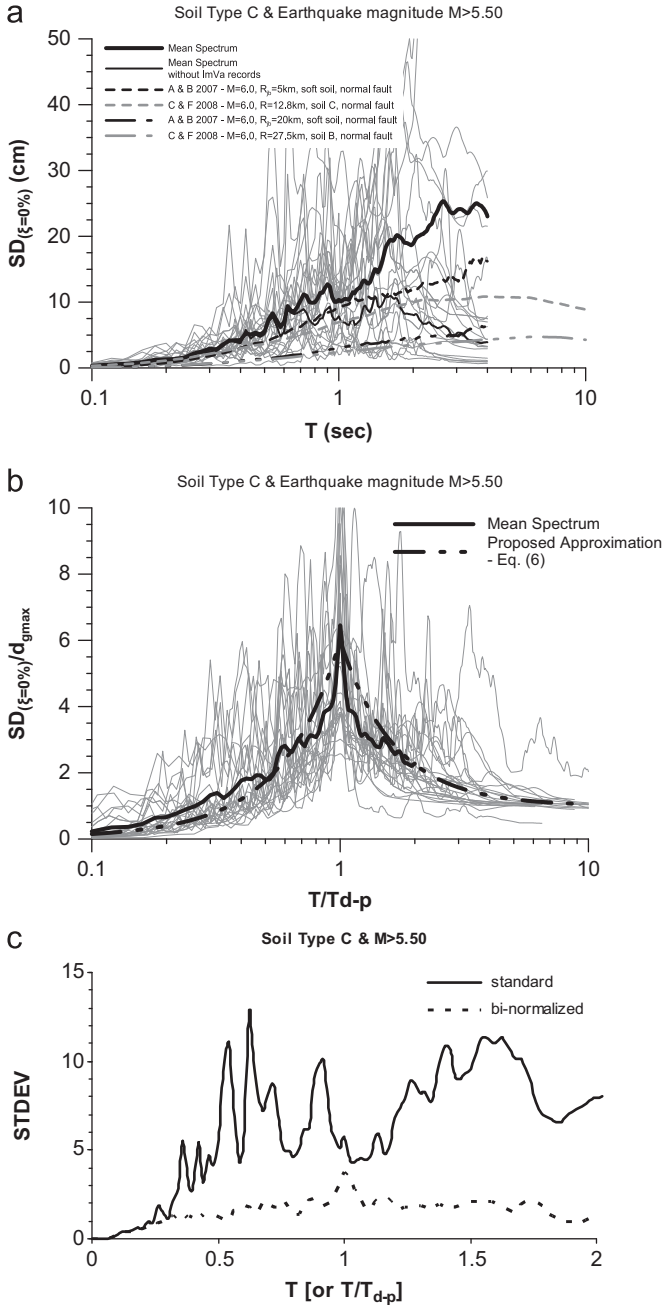 a
Soil Type C & Earthquake magnitude M>5.50
50
40
30
20
10
0
SD(ξ=0%) (cm)
Mean Spectrum
Mean Spectrum
without ImVa records
A & B 2007 - M=6,0, Rjb=5km, soft soil, normal fault
C & F 2008 - M=6,0, R=12.8km, soil C, normal fault
A & B 2007 - M=6,0, Rjb=20km, soft soil, normal fault
C & F 2008 - M=6,0, R=27,5km, soil B, normal fault
0.1
1
10
T (sec)
b
Soil Type C & Earthquake magnitude M>5.50
10
8
6
4
2
0
SD(ξ=0%)/dgmax
Mean Spectrum
Proposed Approximation
- Eq. (6)
0.1
1
10
T/Td-p
c
Soil Type C & M>5.50
15
10
5
0
STDEV
standard
bi-normalized
0
0.5
1
1.5
2
T [or T/Td-p]